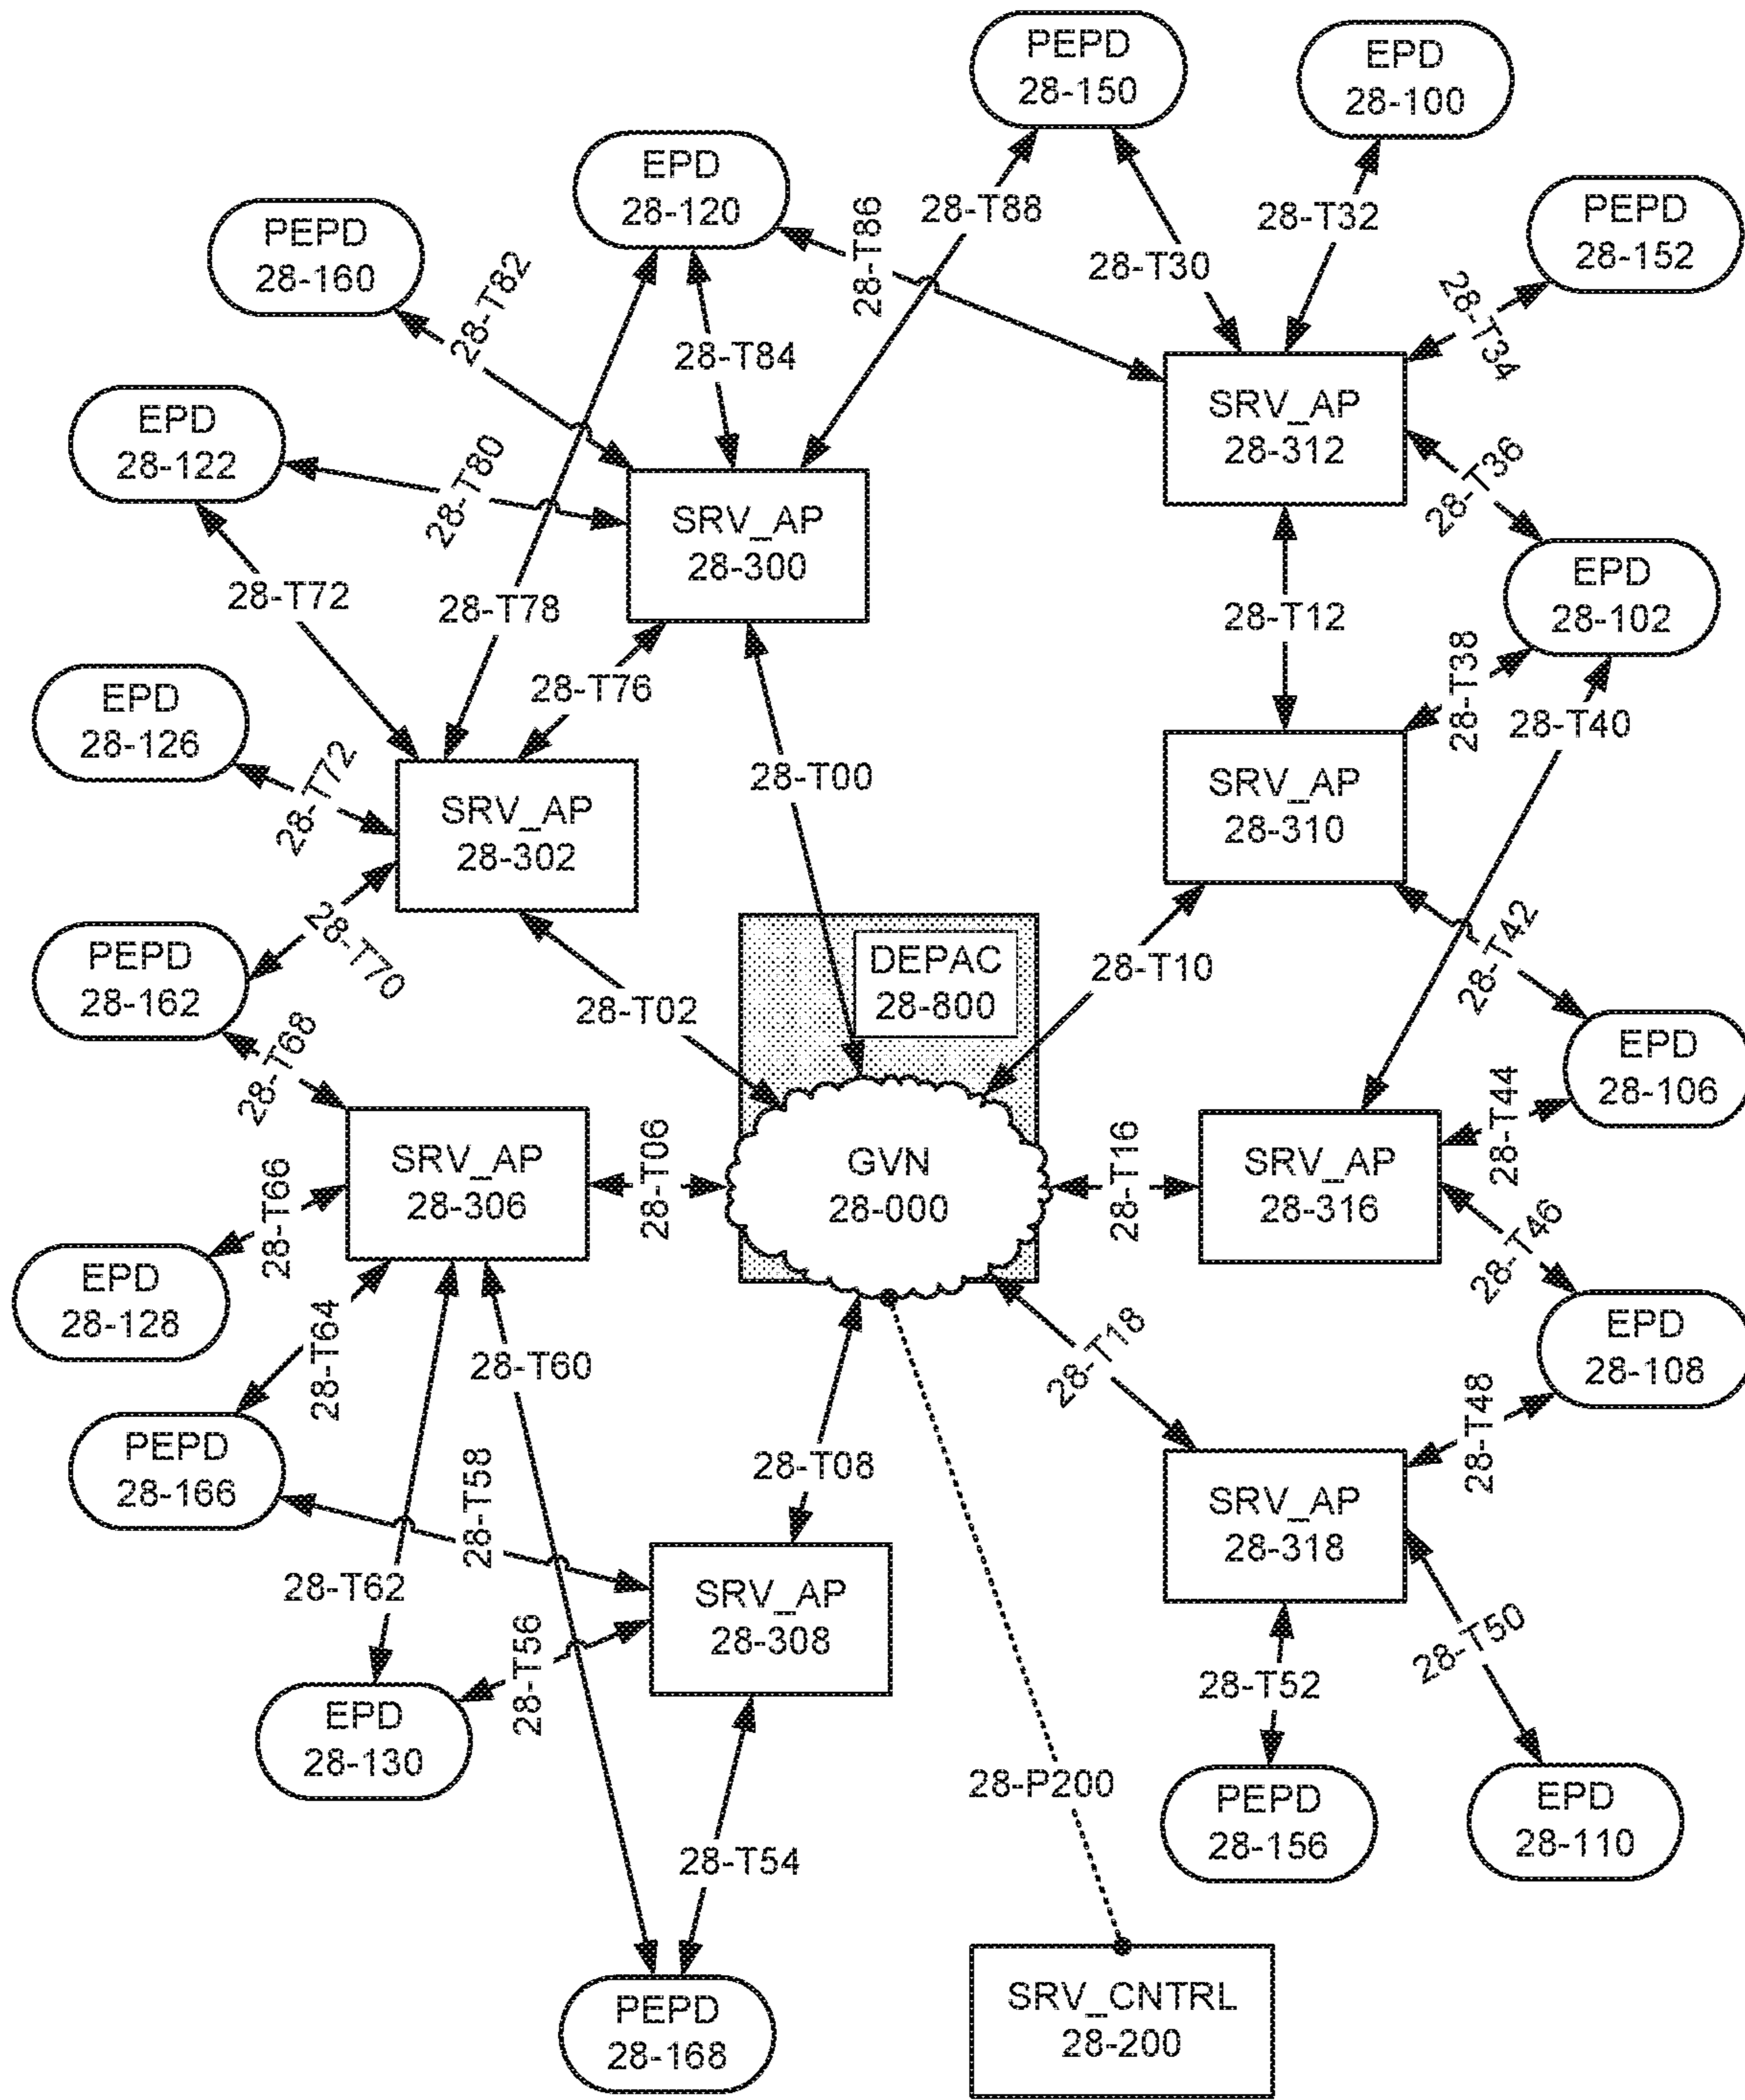 PEPD
28-150
EPD
28-100
EPD
28-120
PEPD
28-160
28-T82
28-T86
28-T88
28-T30
28-T32
PEPD
28-152
28-T34
EPD
28-122
28-T80
28-T84
SRV_AP
28-312
28-T36
SRV_AP
28-300
28-T72
28-T78
28-T12
EPD
28-102
28-T38
28-T76
28-T40
EPD
28-126
28-T72
28-T00
SRV_AP
28-302
SRV_AP
28-310
PEPD
28-162
28-T70
28-T02
DEPAC
28-800
28-T10
28-T42
28-T68
EPD
28-106
28-T44
SRV_AP
28-306
28-T06
GVN
28-000
28-T16
SRV_AP
28-316
28-T66
28-T46
EPD
28-128
28-T64
28-T60
28-T18
EPD
28-108
28-T48
PEPD
28-166
28-T58
28-T08
SRV_AP
28-318
28-T62
28-T56
SRV_AP
28-308
28-T50
28-T52
EPD
28-130
28-P200
PEPD
28-156
EPD
28-110
28-T54
PEPD
28-168
SRV_CNTRL
28-200